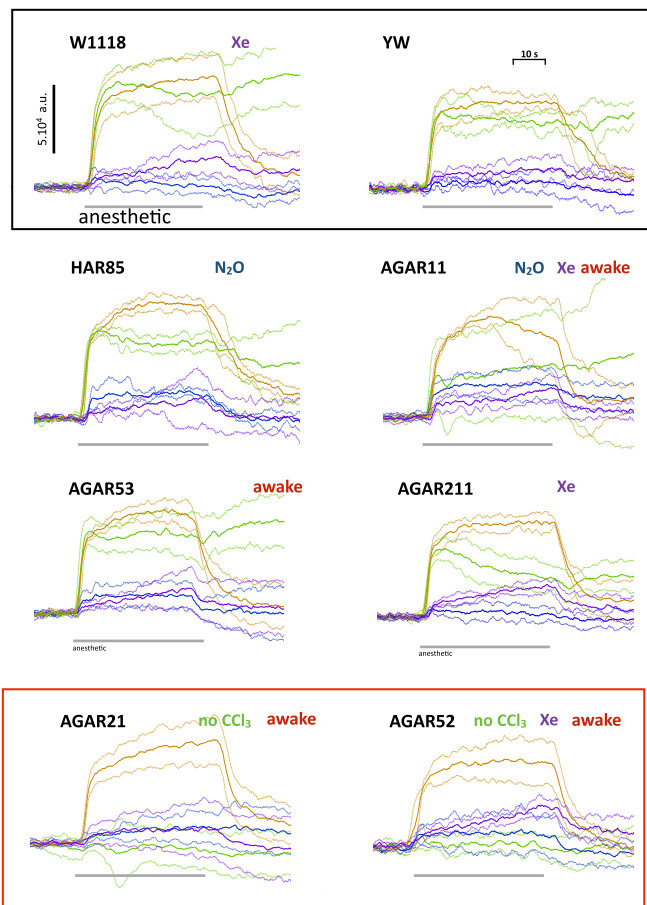 W1118 Xe YW
10 s
5.10⁴ a.u.
anesthetic
HAR85 N₂O AGAR11 N₂O Xe awake
AGAR53 awake AGAR211 Xe
anesthetic anesthetic
AGAR21 no CCl₃ awake AGAR52 no CCl₃ Xe awake